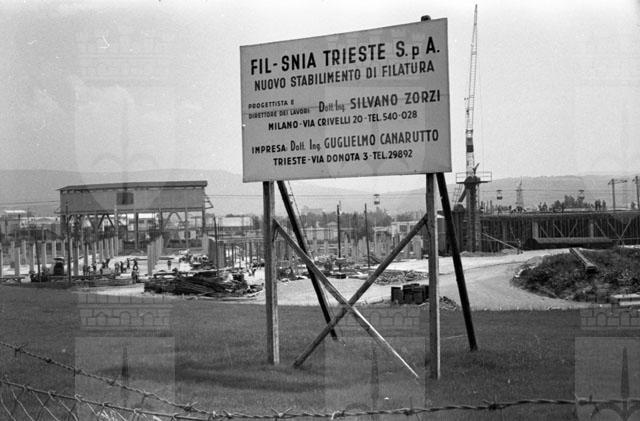 FIL-SNIA TRIESTE S.p A.
NUOVO STABILIMENTO DI FILATURA
PROGETTISTA E
DIRETTORE DEI LAVORI Dott. Ing. SILVANO ZORZI
MILANO - VIA CRIVELLI 20 - TEL. 540-028
IMPRESA: Dott. Ing. GUGLIELMO CANARUTTO
TRIESTE - VIA DONOTA 3 - TEL. 29892